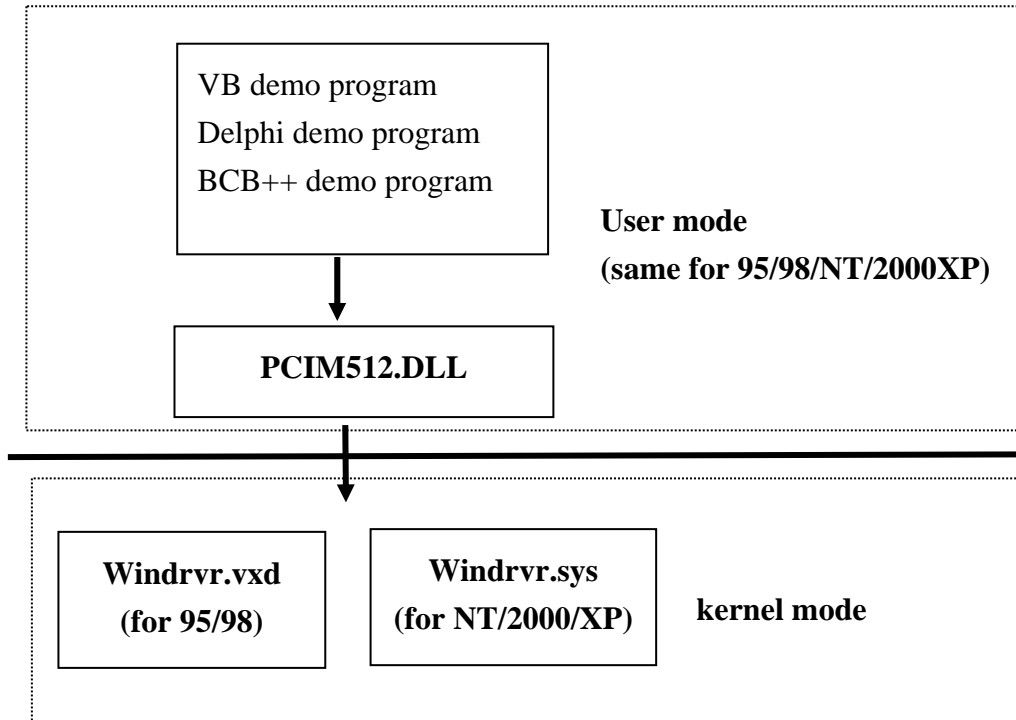 VB demo program
Delphi demo program
BCB++ demo program
User mode
(same for 95/98/NT/2000XP)
PCIM512.DLL
Windrvr.vxd
(for 95/98)
Windrvr.sys
(for NT/2000/XP)
kernel mode